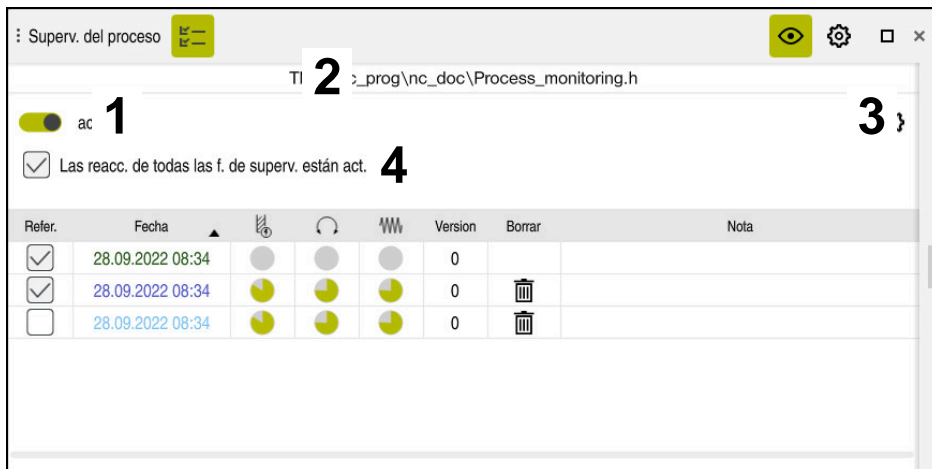 Superv. del proceso
2
_prog\nc_doc\Process_monitoring.h
1
3
Las reacc. de todas las f. de superv. están act.
4
Refer. Fecha Version Borrar Nota
28.09.2022 08:34 0
28.09.2022 08:34 0
28.09.2022 08:34 0